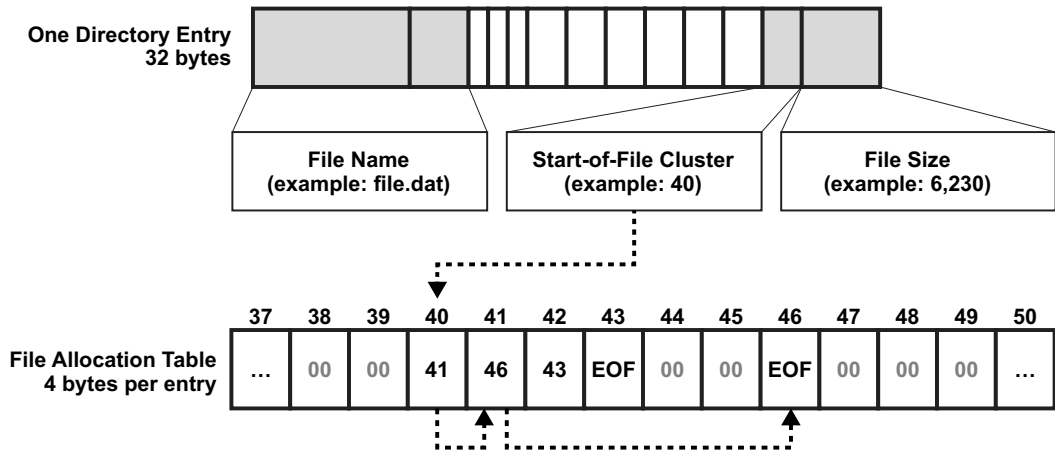 One Directory Entry
32 bytes
File Name
(example: file.dat)
Start-of-File Cluster
(example: 40)
File Size
(example: 6,230)
37 38 39 40 41 42 43 44 45 46 47 48 49 50
File Allocation Table
4 bytes per entry
... 00 00 41 46 43 EOF 00 00 EOF 00 00 00 ...